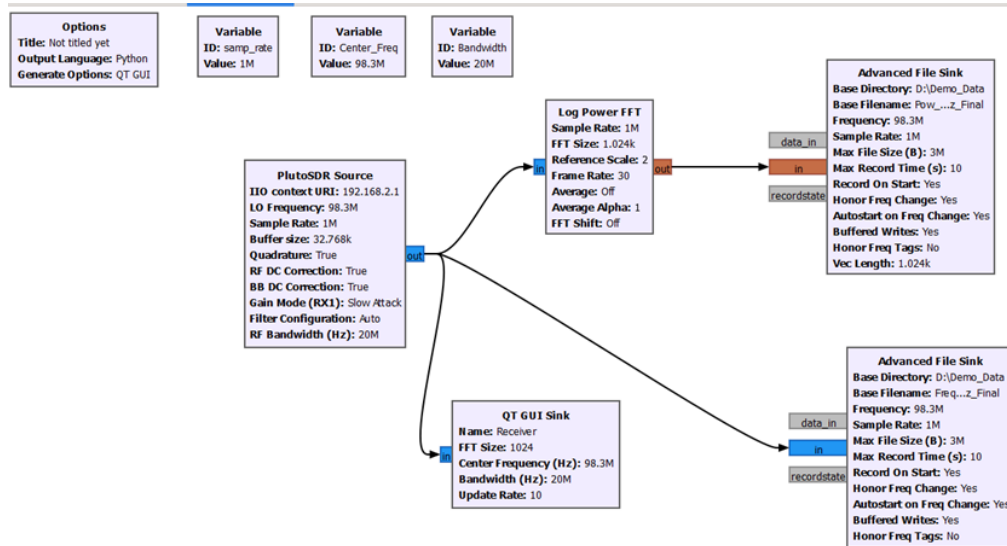 Options
Title: Not titled yet
Output Language: Python
Generate Options: QT GUI
Variable
ID: samp_rate
Value: 1M
Variable
ID: Center_Freq
Value: 98.3M
Variable
ID: Bandwidth
Value: 20M
PlutoSDR Source
IIO context URI: 192.168.2.1
LO Frequency: 98.3M
Sample Rate: 1M
Buffer size: 32.768k
Quadrature: True
RF DC Correction: True
BB DC Correction: True
Gain Mode (RX1): Slow Attack
Filter Configuration: Auto
RF Bandwidth (Hz): 20M
out
in
Log Power FFT
Sample Rate: 1M
FFT Size: 1.024k
Reference Scale: 2
Frame Rate: 30
Average: Off
Average Alpha: 1
FFT Shift: Off
out
data_in
in
recordstate
Advanced File Sink
Base Directory: D:\Demo_Data
Base Filename: Pow_...z_Final
Frequency: 98.3M
Sample Rate: 1M
Max File Size (B): 3M
Max Record Time (s): 10
Record On Start: Yes
Honor Freq Change: Yes
Autostart on Freq Change: Yes
Buffered Writes: Yes
Honor Freq Tags: No
Vec Length: 1.024k
in
QT GUI Sink
Name: Receiver
FFT Size: 1024
Center Frequency (Hz): 98.3M
Bandwidth (Hz): 20M
Update Rate: 10
data_in
in
recordstate
Advanced File Sink
Base Directory: D:\Demo_Data
Base Filename: Freq...z_Final
Frequency: 98.3M
Sample Rate: 1M
Max File Size (B): 3M
Max Record Time (s): 10
Record On Start: Yes
Honor Freq Change: Yes
Autostart on Freq Change: Yes
Buffered Writes: Yes
Honor Freq Tags: No